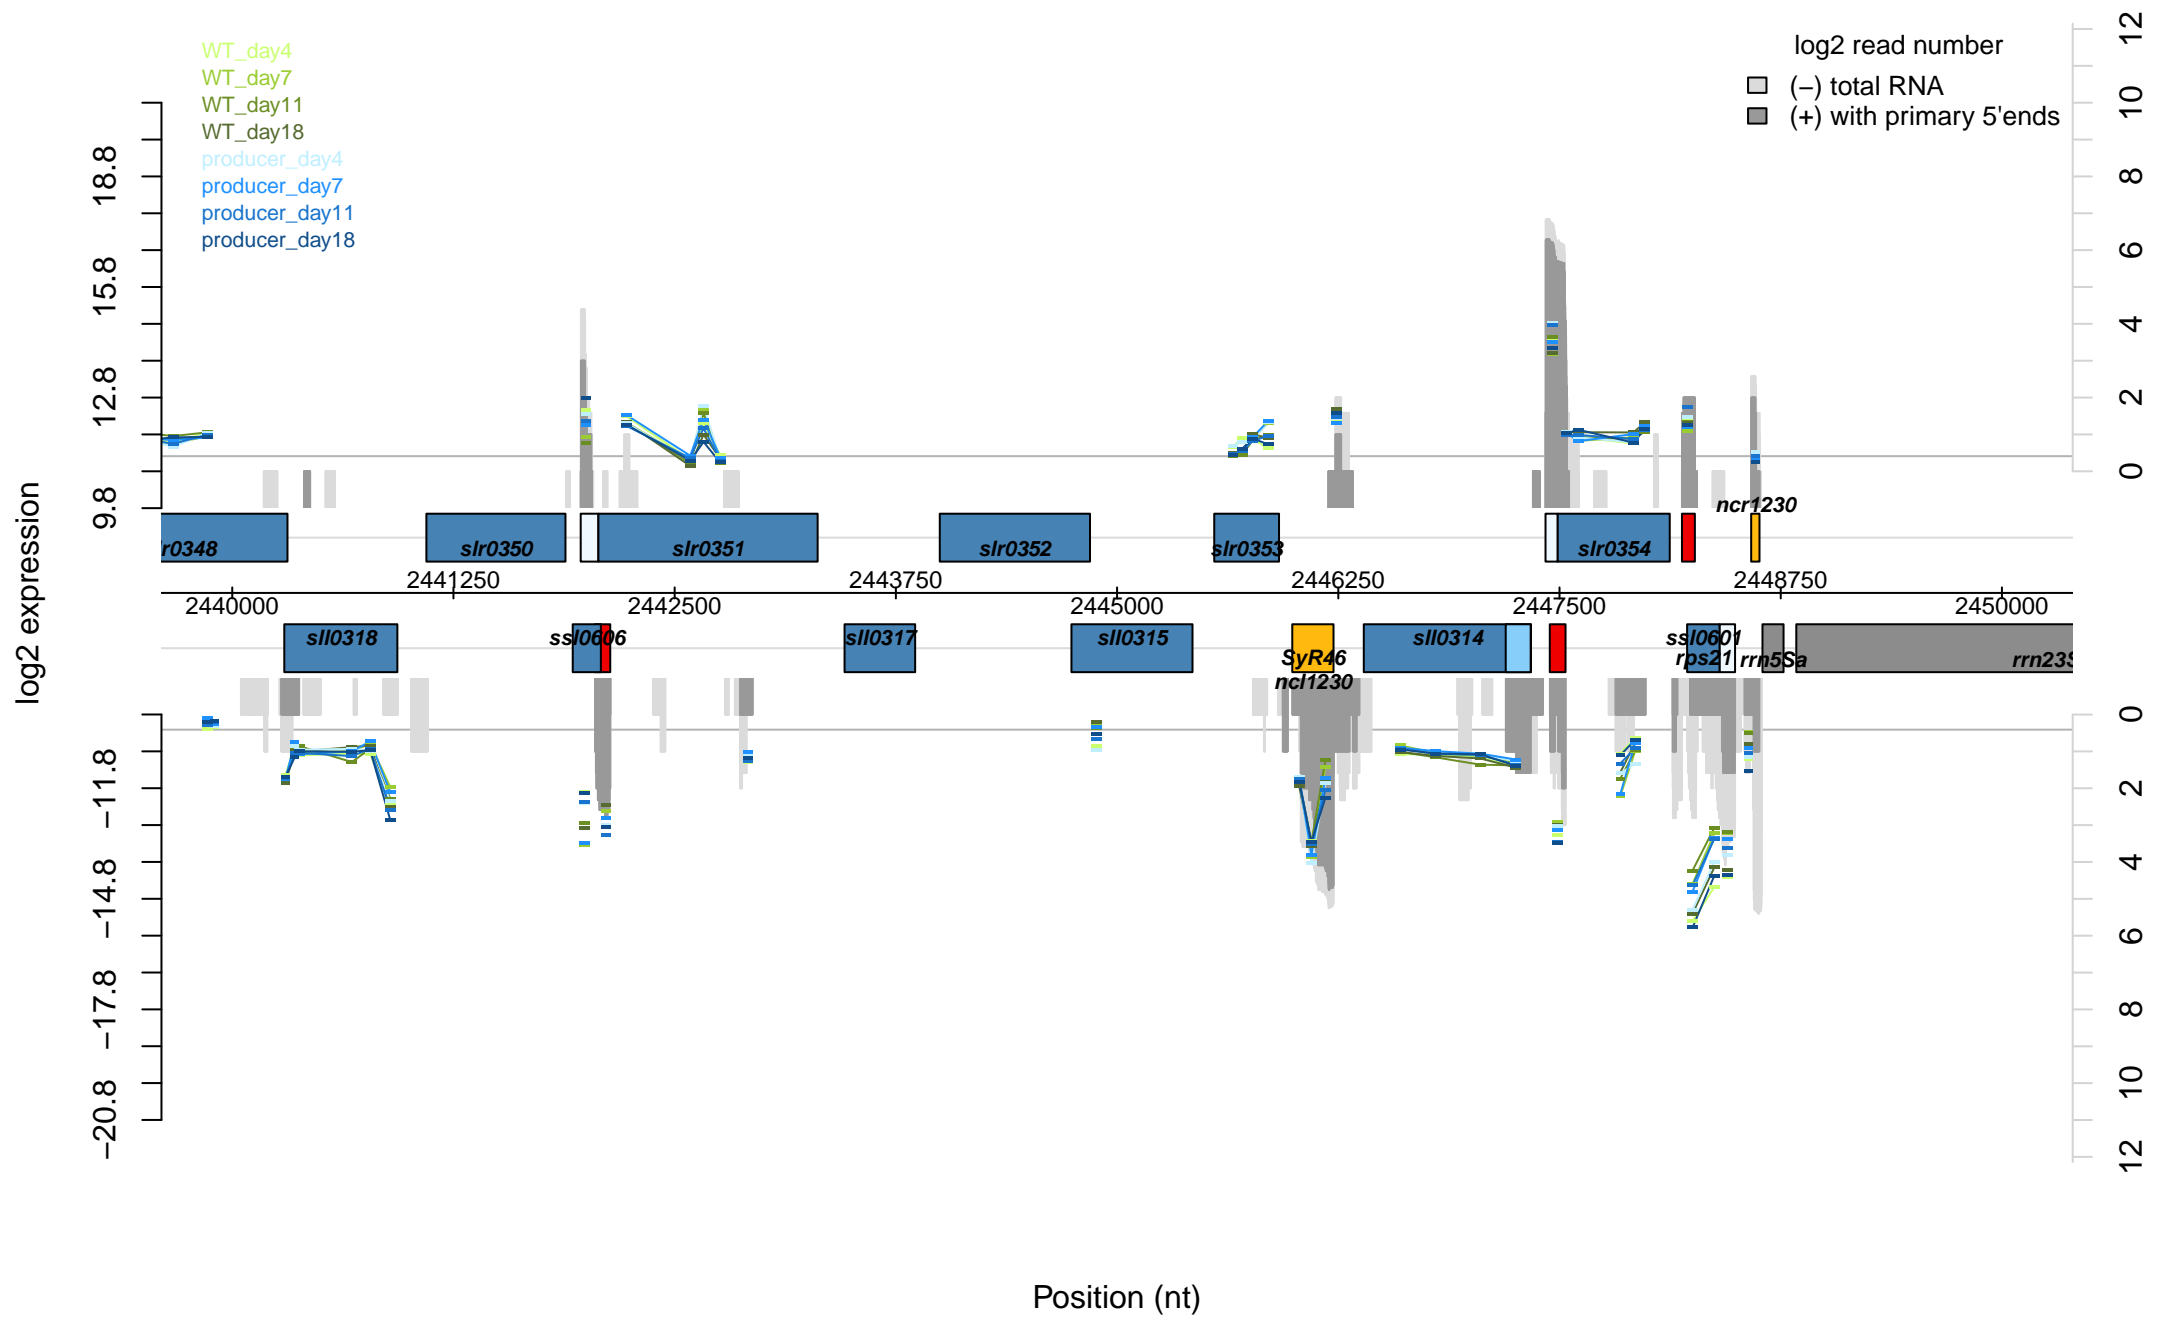 WT_day4
WT_day7
WT_day11
WT_day18
producer_day4
producer_day7
producer_day11
producer_day18
log2 read number
(–) total RNA
(+) with primary 5'ends
log2 expression
18.8
15.8
12.8
9.8
12
10
8
6
4
2
0
ncr1230
lr0348
slr0350
slr0351
slr0352
slr0353
slr0354
2441250
2443750
2446250
2448750
2440000
2442500
2445000
2447500
2450000
sll0318
ssl0606
sll0317
sll0315
SyR46
ncl1230
sll0314
ssl0601
rps21
rrn5Sa
rrn23S
−11.8
−14.8
−17.8
−20.8
0
2
4
6
8
10
12
Position (nt)